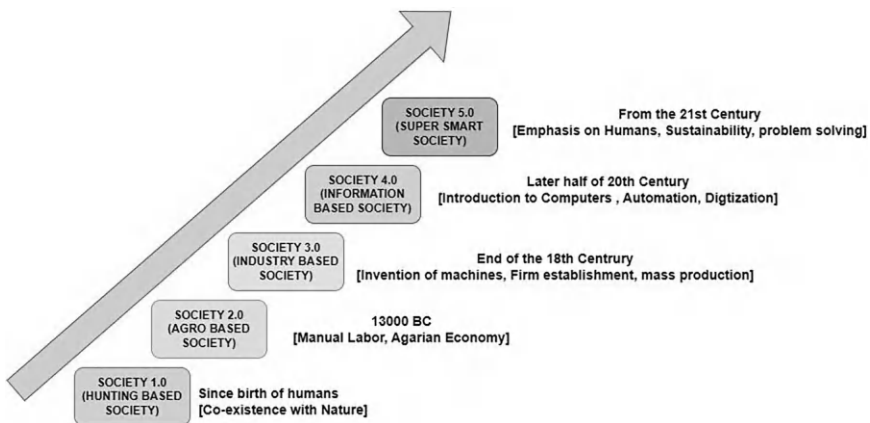 SOCIETY 5.0
(SUPER SMART
SOCIETY)
From the 21st Century
[Emphasis on Humans, Sustainability, problem solving]
SOCIETY 4.0
(INFORMATION
BASED SOCIETY)
Later half of 20th Century
[Introduction to Computers , Automation, Digtization]
SOCIETY 3.0
(INDUSTRY BASED
SOCIETY)
End of the 18th Centrury
[Invention of machines, Firm establishment, mass production]
SOCIETY 2.0
(AGRO BASED
SOCIETY)
13000 BC
[Manual Labor, Agarian Economy]
SOCIETY 1.0
(HUNTING BASED
SOCIETY)
Since birth of humans
[Co-existence with Nature]